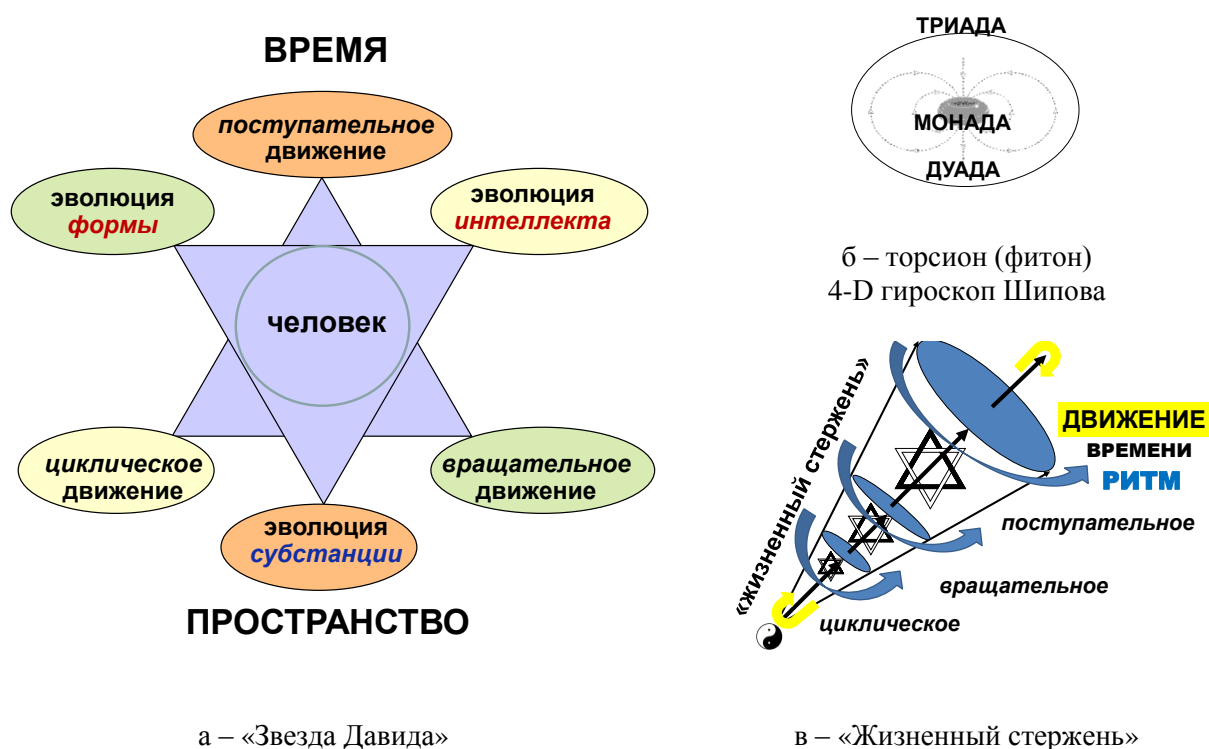 ВРЕМЯ
поступательное
движение
эволюция
формы
эволюция
интеллекта
человек
циклическое
движение
вращательное
движение
эволюция
субстанции
ПРОСТРАНСТВО
а – «Звезда Давида»
ТРИАДА
МОНАДА
ДУАДА
б – торсион (фитон)
4-D гироскоп Шипова
«жизненный стержень»
ДВИЖЕНИЕ
ВРЕМЕНИ
РИТМ
поступательное
вращательное
циклическое
в – «Жизненный стержень»